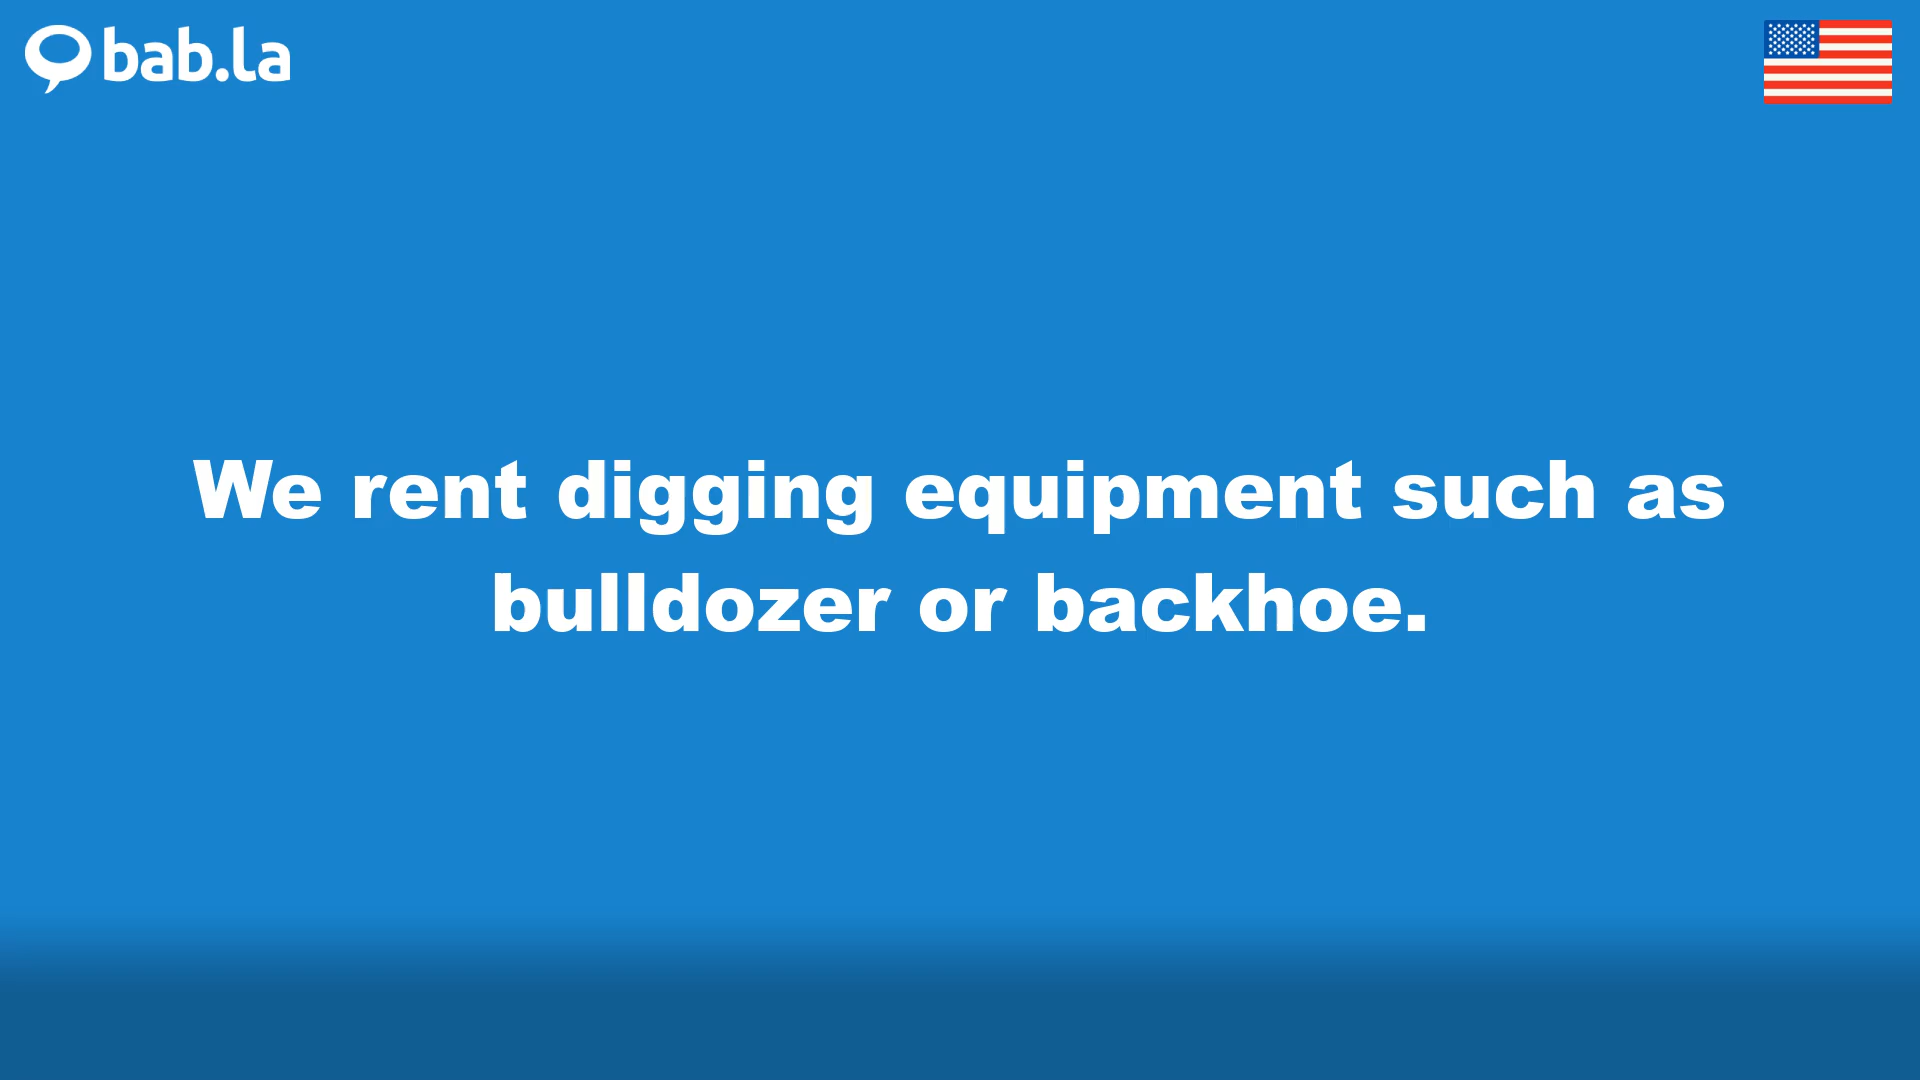 bab.la
We rent digging equipment such as
bulldozer or backhoe.